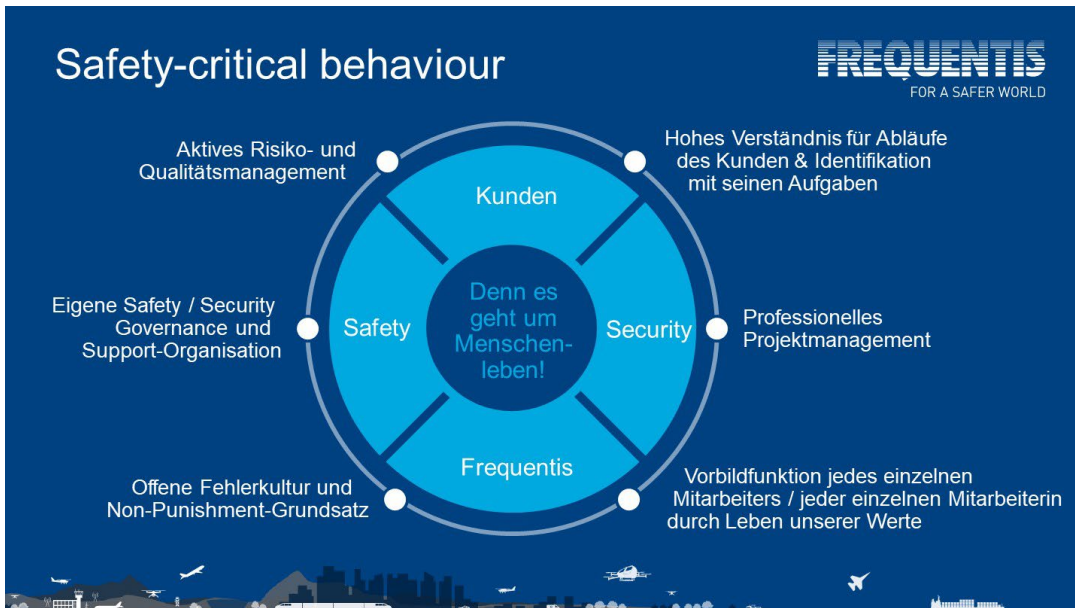 Safety-critical behaviour
FREQUENTIS
FOR A SAFER WORLD
Aktives Risiko- und
Qualitätsmanagement
Hohes Verständnis für Abläufe
des Kunden & Identifikation
mit seinen Aufgaben
Kunden
Eigene Safety / Security
Governance und
Support-Organisation
Safety
Denn es
geht um
Menschen-
leben!
Security
Professionelles
Projektmanagement
Frequentis
Offene Fehlerkultur und
Non-Punishment-Grundsatz
Vorbildfunktion jedes einzelnen
Mitarbeiters / jeder einzelnen Mitarbeiterin
durch Leben unserer Werte